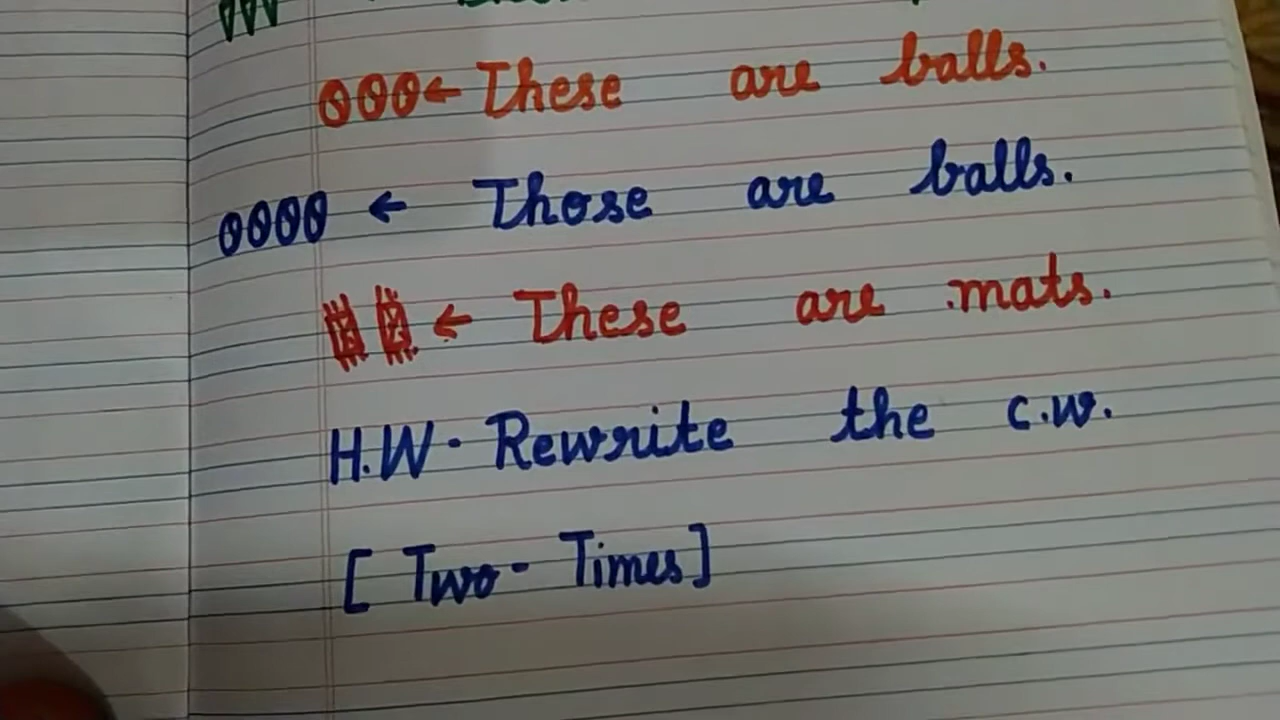 ← These are balls.
← Those are balls.
← These are mats.
H.W. Rewrite the c.w.
[ Two - Times ]